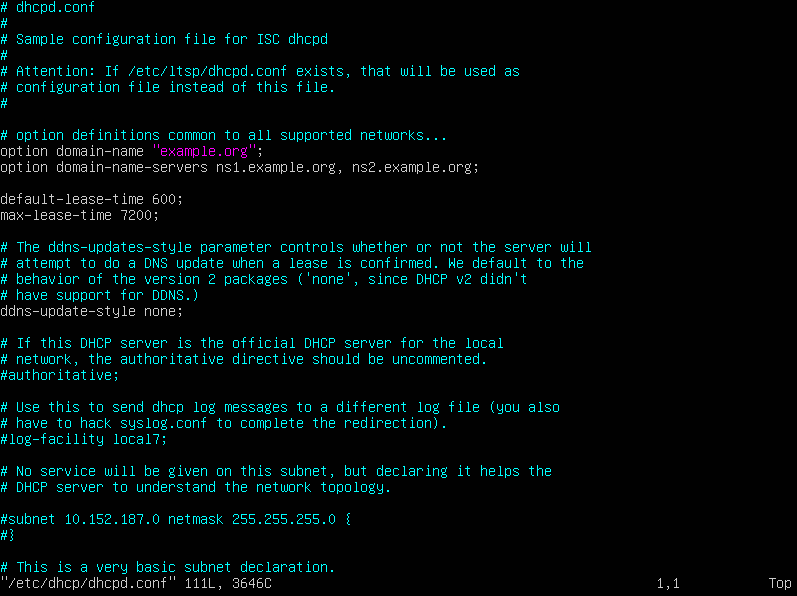 # dhcpd.conf
#
# Sample configuration file for ISC dhcpd
#
# Attention: If /etc/ltsp/dhcpd.conf exists, that will be used as
# configuration file instead of this file.
#
# option definitions common to all supported networks...
option domain-name "example.org";
option domain-name-servers ns1.example.org, ns2.example.org;
default-lease-time 600;
max-lease-time 7200;
# The ddns-updates-style parameter controls whether or not the server will
# attempt to do a DNS update when a lease is confirmed. We default to the
# behavior of the version 2 packages ('none', since DHCP v2 didn't
# have support for DDNS.)
ddns-update-style none;
# If this DHCP server is the official DHCP server for the local
# network, the authoritative directive should be uncommented.
#authoritative;
# Use this to send dhcp log messages to a different log file (you also
# have to hack syslog.conf to complete the redirection).
#log-facility local7;
# No service will be given on this subnet, but declaring it helps the
# DHCP server to understand the network topology.
#subnet 10.152.187.0 netmask 255.255.255.0 {
#}
# This is a very basic subnet declaration.
"/etc/dhcp/dhcpd.conf" 111L, 3646C 1,1 Top